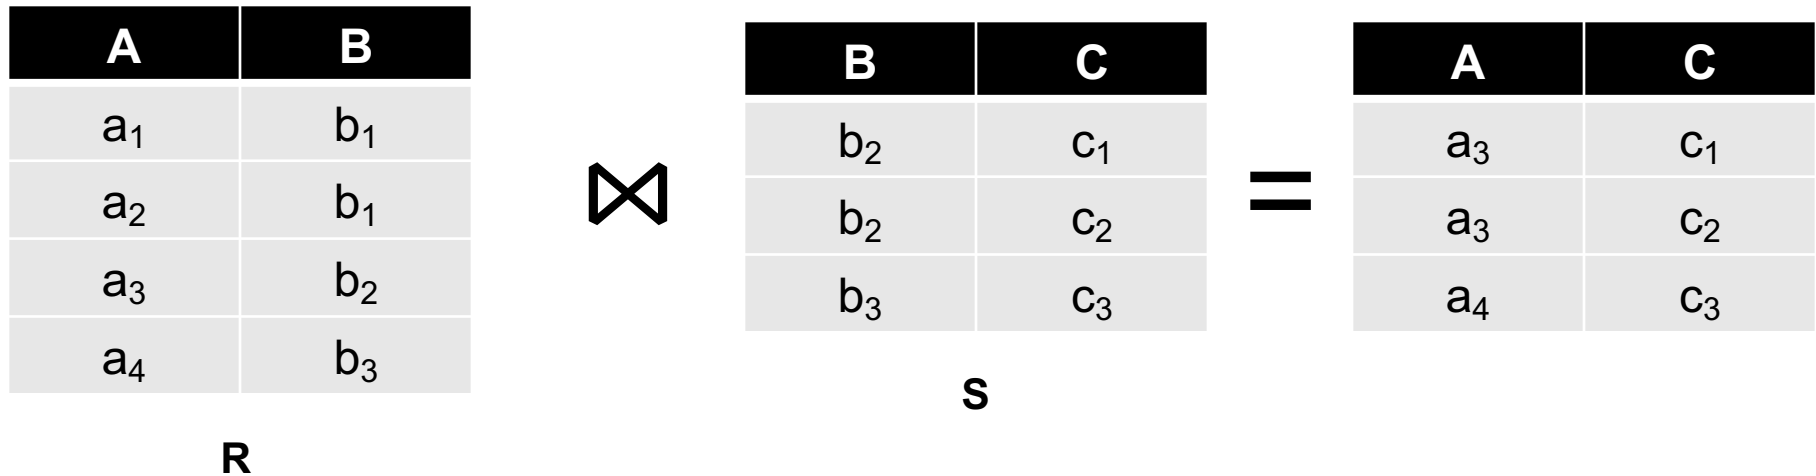 A B
a₁ b₁
a₂ b₁
a₃ b₂
a₄ b₃
R
⋈
B C
b₂ c₁
b₂ c₂
b₃ c₃
S
=
A C
a₃ c₁
a₃ c₂
a₄ c₃